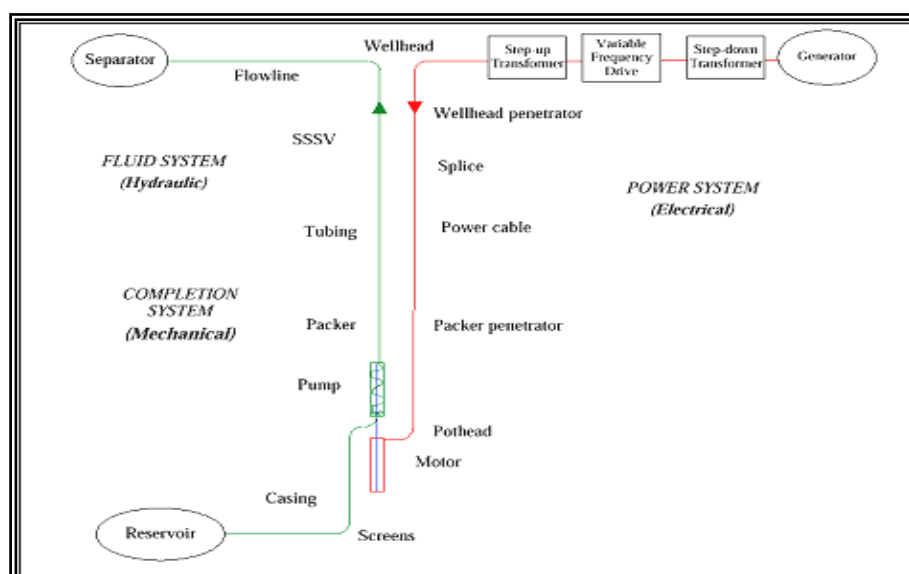 Separator
Flowline
Wellhead
Step-up
Transformer
Variable
Frequency
Drive
Step-down
Transformer
Generator
Wellhead penetrator
SSSV
Splice
FLUID SYSTEM
(Hydraulic)
POWER SYSTEM
(Electrical)
Tubing
Power cable
COMPLETION
SYSTEM
(Mechanical)
Packer
Packer penetrator
Pump
Pothead
Motor
Casing
Reservoir
Screens